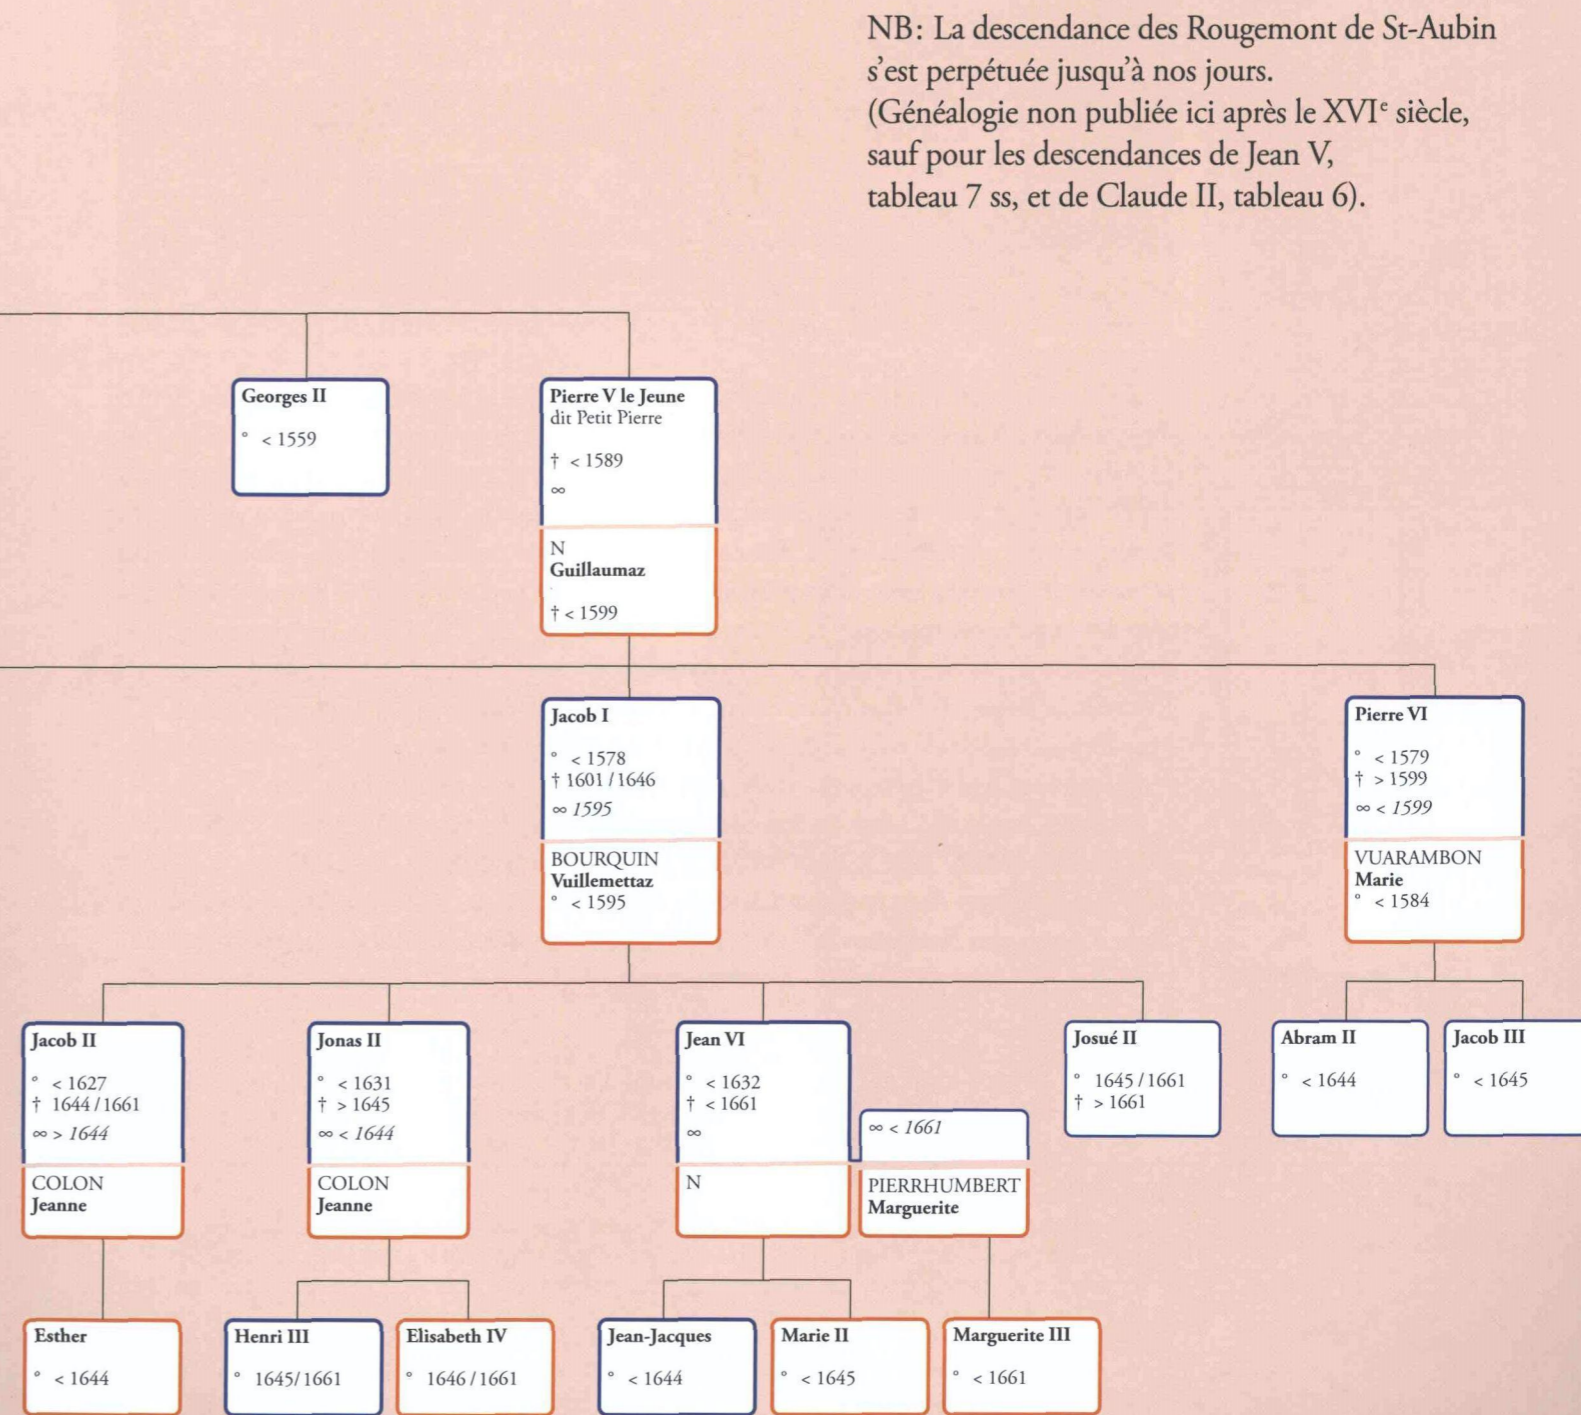 NB: La descendance des Rougemont de St-Aubin
s'est perpétuée jusqu'à nos jours.
(Généalogie non publiée ici après le XVIe siècle,
sauf pour les descendances de Jean V,
tableau 7 ss, et de Claude II, tableau 6).
Georges II
° < 1559
Pierre V le Jeune
dit Petit Pierre
† < 1589
∞
N
Guillaumaz
† < 1599
Jacob I
° < 1578
† 1601 / 1646
∞ 1595
BOURQUIN
Vuillemettaz
° < 1595
Pierre VI
° < 1579
† > 1599
∞ < 1599
VUARAMBON
Marie
° < 1584
Jacob II
° < 1627
† 1644 / 1661
∞ > 1644
COLON
Jeanne
Jonas II
° < 1631
† > 1645
∞ < 1644
COLON
Jeanne
Jean VI
° < 1632
† < 1661
∞
N
∞ < 1661
PIERRHUMBERT
Marguerite
Josué II
° 1645 / 1661
† > 1661
Abram II
° < 1644
Jacob III
° < 1645
Esther
° < 1644
Henri III
° 1645/ 1661
Elisabeth IV
° 1646 / 1661
Jean-Jacques
° < 1644
Marie II
° < 1645
Marguerite III
° < 1661